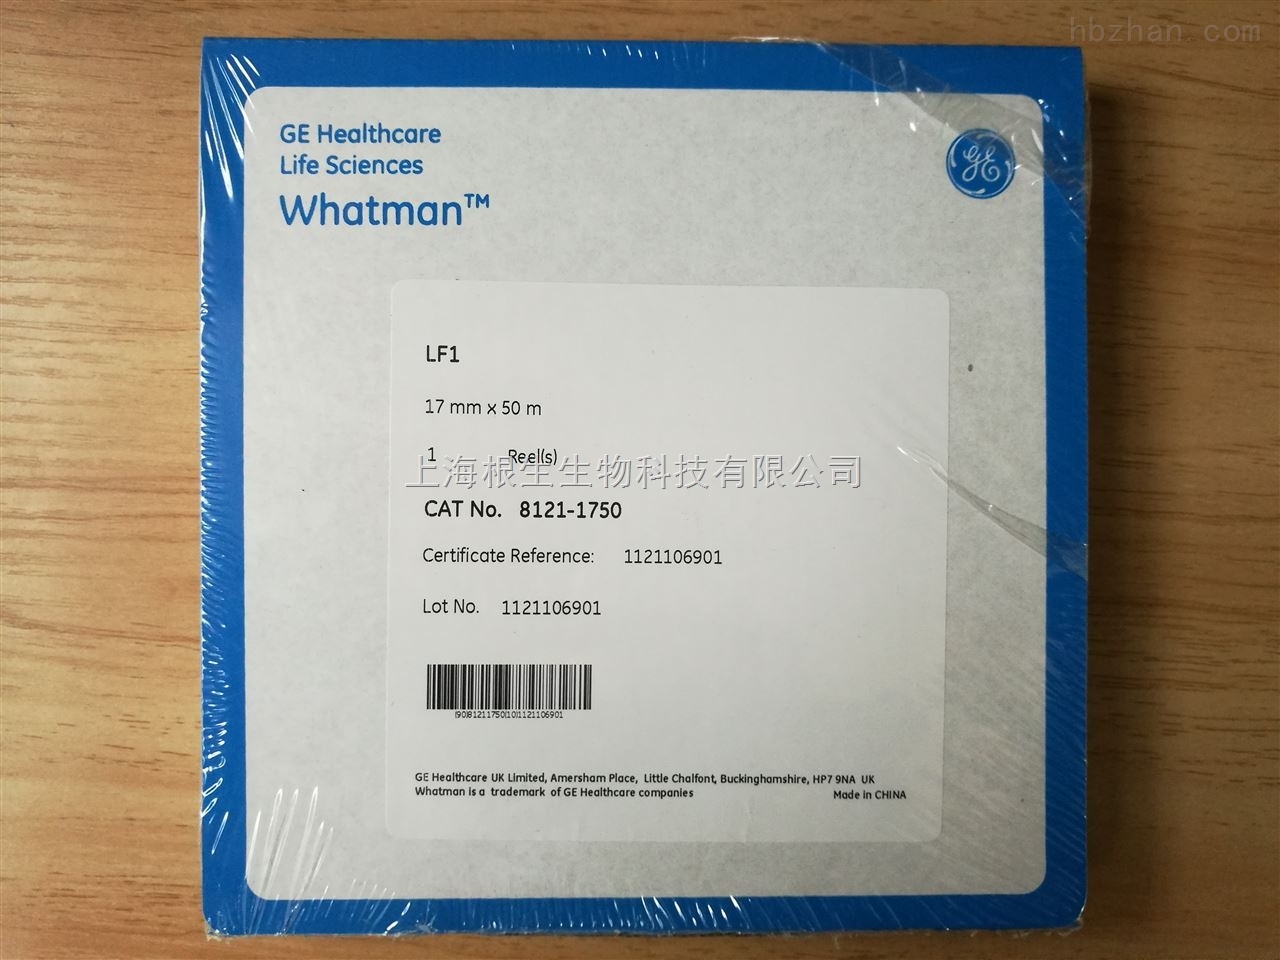 hbzhan.com
GE Healthcare
Life Sciences
Whatman™
GE
LF1
17 mm x 50 m
1 Reel(s)
上海根生生物科技有限公司
CAT No. 8121-1750
Certificate Reference: 1121106901
Lot No. 1121106901
(90)81211750(10)1121106901
GE Healthcare UK Limited, Amersham Place, Little Chalfont, Buckinghamshire, HP7 9NA UK
Whatman is a trademark of GE Healthcare companies Made in CHINA